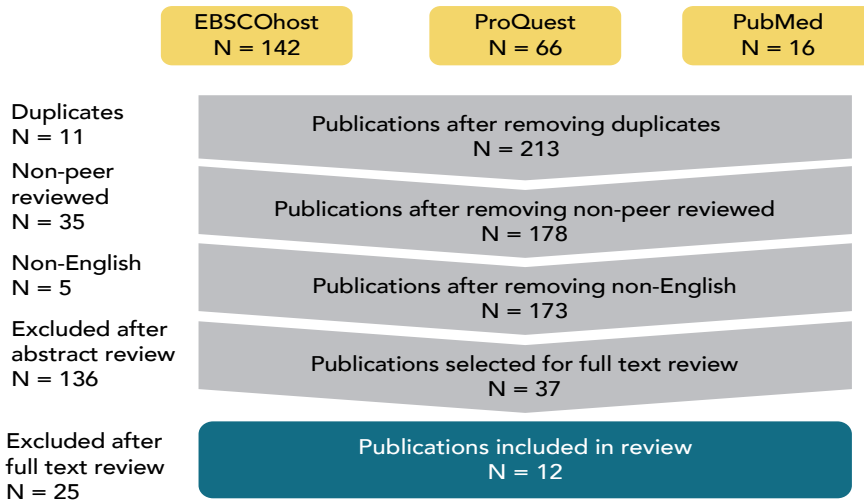 EBSCOhost
N = 142
ProQuest
N = 66
PubMed
N = 16
Duplicates
N = 11
Publications after removing duplicates
N = 213
Non-peer
reviewed
N = 35
Publications after removing non-peer reviewed
N = 178
Non-English
N = 5
Publications after removing non-English
N = 173
Excluded after
abstract review
N = 136
Publications selected for full text review
N = 37
Excluded after
full text review
N = 25
Publications included in review
N = 12